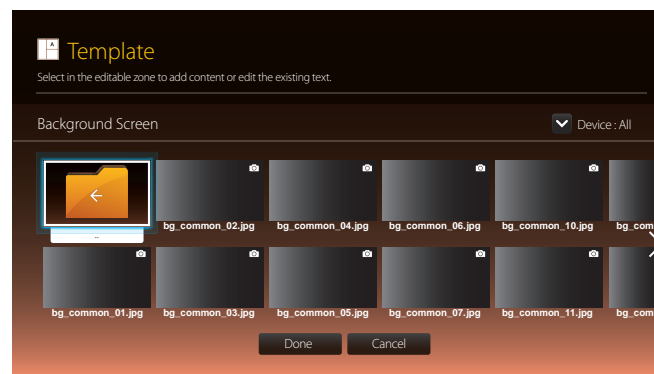 A
Template
Select in the editable zone to add content or edit the existing text.
Background Screen
Device : All
..
bg_common_02.jpg
bg_common_04.jpg
bg_common_06.jpg
bg_common_10.jpg
bg_com
bg_common_01.jpg
bg_common_03.jpg
bg_common_05.jpg
bg_common_07.jpg
bg_common_11.jpg
bg_com
Done
Cancel